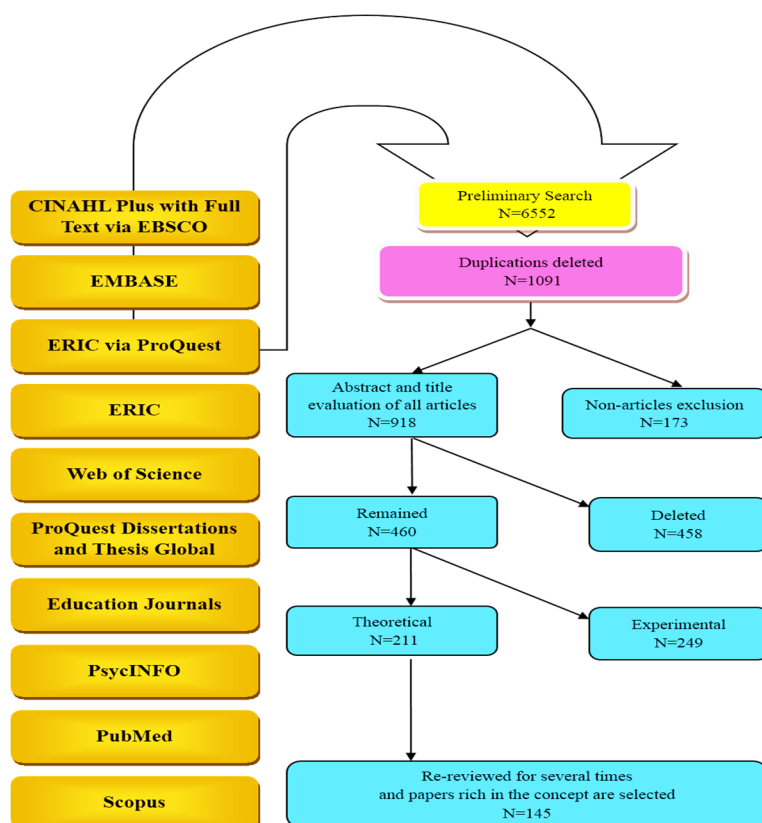 CINAHL Plus with Full
Text via EBSCO
EMBASE
ERIC via ProQuest
ERIC
Web of Science
ProQuest Dissertations
and Thesis Global
Education Journals
PsycINFO
PubMed
Scopus
Preliminary Search
N=6552
Duplications deleted
N=1091
Abstract and title
evaluation of all articles
N=918
Non-articles exclusion
N=173
Remained
N=460
Deleted
N=458
Theoretical
N=211
Experimental
N=249
Re-reviewed for several times
and papers rich in the concept are selected
N=145